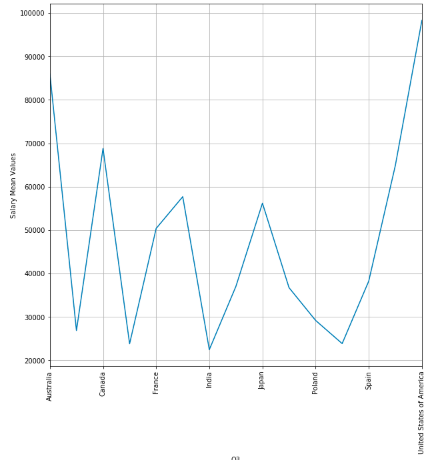 100000
90000
80000
70000
60000
50000
40000
30000
20000
Salary Mean Values
Australia
Canada
France
India
Japan
Poland
Spain
United States of America